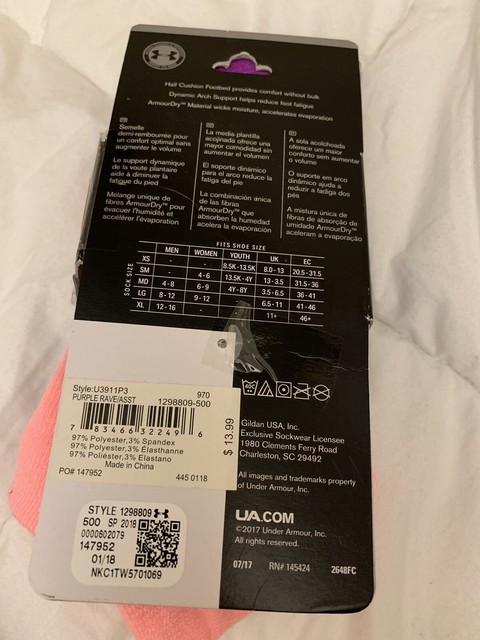 Half Cushion Footbed provides comfort without bulk
Dynamic Arch Support helps reduce foot fatigue
ArmourDry™ Material wicks moisture, accelerates evaporation
FR
Semelle
demi-rembourrée pour
un confort optimal sans
augmenter le volume
Le support dynamique
de la voute plantaire
aide à diminuer la
fatigue du pied
Mélange unique de
fibres ArmourDry™ pour
évacuer l'humidité et
accélérer l'évaporation
ES
La media plantilla
acojinada ofrece una
mayor comodidad sin
aumentar el volumen
El soporte dinámico
para el arco reduce la
fatiga del pie
La combinación única
de las fibras
ArmourDry™ que
absorben la humedad
acelera la evaporación
A sola acolcheada
oferece um maior
conforto sem aumentar
o volume
O suporte em arco
dinámico ajuda a
reduzir a fadiga dos
pés
A mistura única de
fibras de absorção de
umidade ArmourDry™
aceleram a evaporação
FITS SHOE SIZE
MEN WOMEN YOUTH UK EC
SOCK SIZE
XS - - 8.5K-13.5K 8.0-13 20.5-31.5
SM - 4-6 13.5K-4Y 13-3.5 31.5-36
MD 4-8 6-9 4Y-8Y 3.5-6.5 36-41
LG 8-12 9-12 6.5-11 41-46
XL 12-16 - 11+ 46+
40C
Style:U3911P3 970
PURPLE RAVE/ASST 1298809-500
7 83466 32249 6
$ 13.99
97% Polyester,3% Spandex
97% Polyester,3% Élasthanne
97% Poliéster,3% Elastano
Made in China
PO# 147952 445 0118
Gildan USA, Inc.
Exclusive Sockwear Licensee
1980 Clements Ferry Road
Charleston, SC 29492
All images and trademarks property
of Under Armour, Inc.
STYLE 1298809
500 SP 2018
0000602079
147952
01/18
NKC1TW5701069
UA.COM
©2017 Under Armour, Inc.
All rights reserved.
07/17 RN# 145424 2648FC